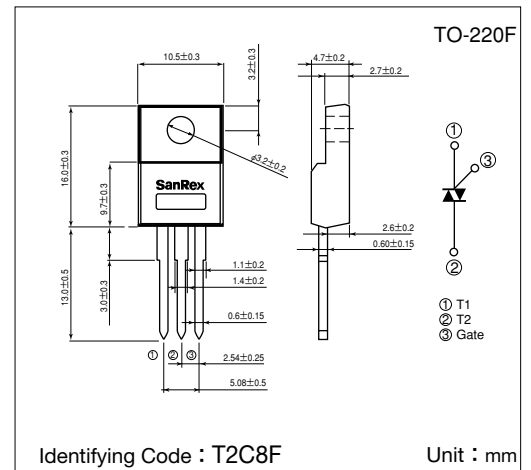 TO-220F
10.5±0.3
3.2±0.3
4.7±0.2
2.7±0.2
16.0±0.3
9.7±0.3
φ3.2±0.2
SanRex
①
③
②
2.6±0.2
0.60±0.15
13.0±0.5
3.0±0.3
1.1±0.2
1.4±0.2
0.6±0.15
① ② ③
2.54±0.25
5.08±0.5
① T1
② T2
③ Gate
Identifying Code：T2C8F
Unit：mm